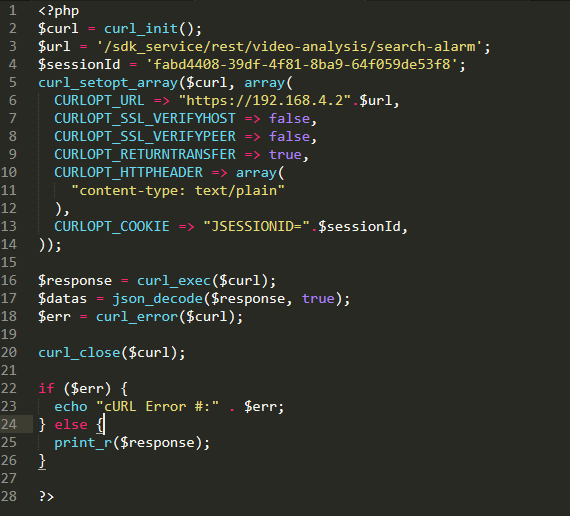 1 <?php
2 $curl = curl_init();
3 $url = '/sdk_service/rest/video-analysis/search-alarm';
4 $sessionId = 'fabd4408-39df-4f81-8ba9-64f059de53f8';
5 curl_setopt_array($curl, array(
6   CURLOPT_URL => "https://192.168.4.2".$url,
7   CURLOPT_SSL_VERIFYHOST => false,
8   CURLOPT_SSL_VERIFYPEER => false,
9   CURLOPT_RETURNTRANSFER => true,
10   CURLOPT_HTTPHEADER => array(
11     "content-type: text/plain"
12   ),
13   CURLOPT_COOKIE => "JSESSIONID=".$sessionId,
14 ));
15
16 $response = curl_exec($curl);
17 $datas = json_decode($response, true);
18 $err = curl_error($curl);
19
20 curl_close($curl);
21
22 if ($err) {
23   echo "cURL Error #:" . $err;
24 } else {
25   print_r($response);
26 }
27
28 ?>